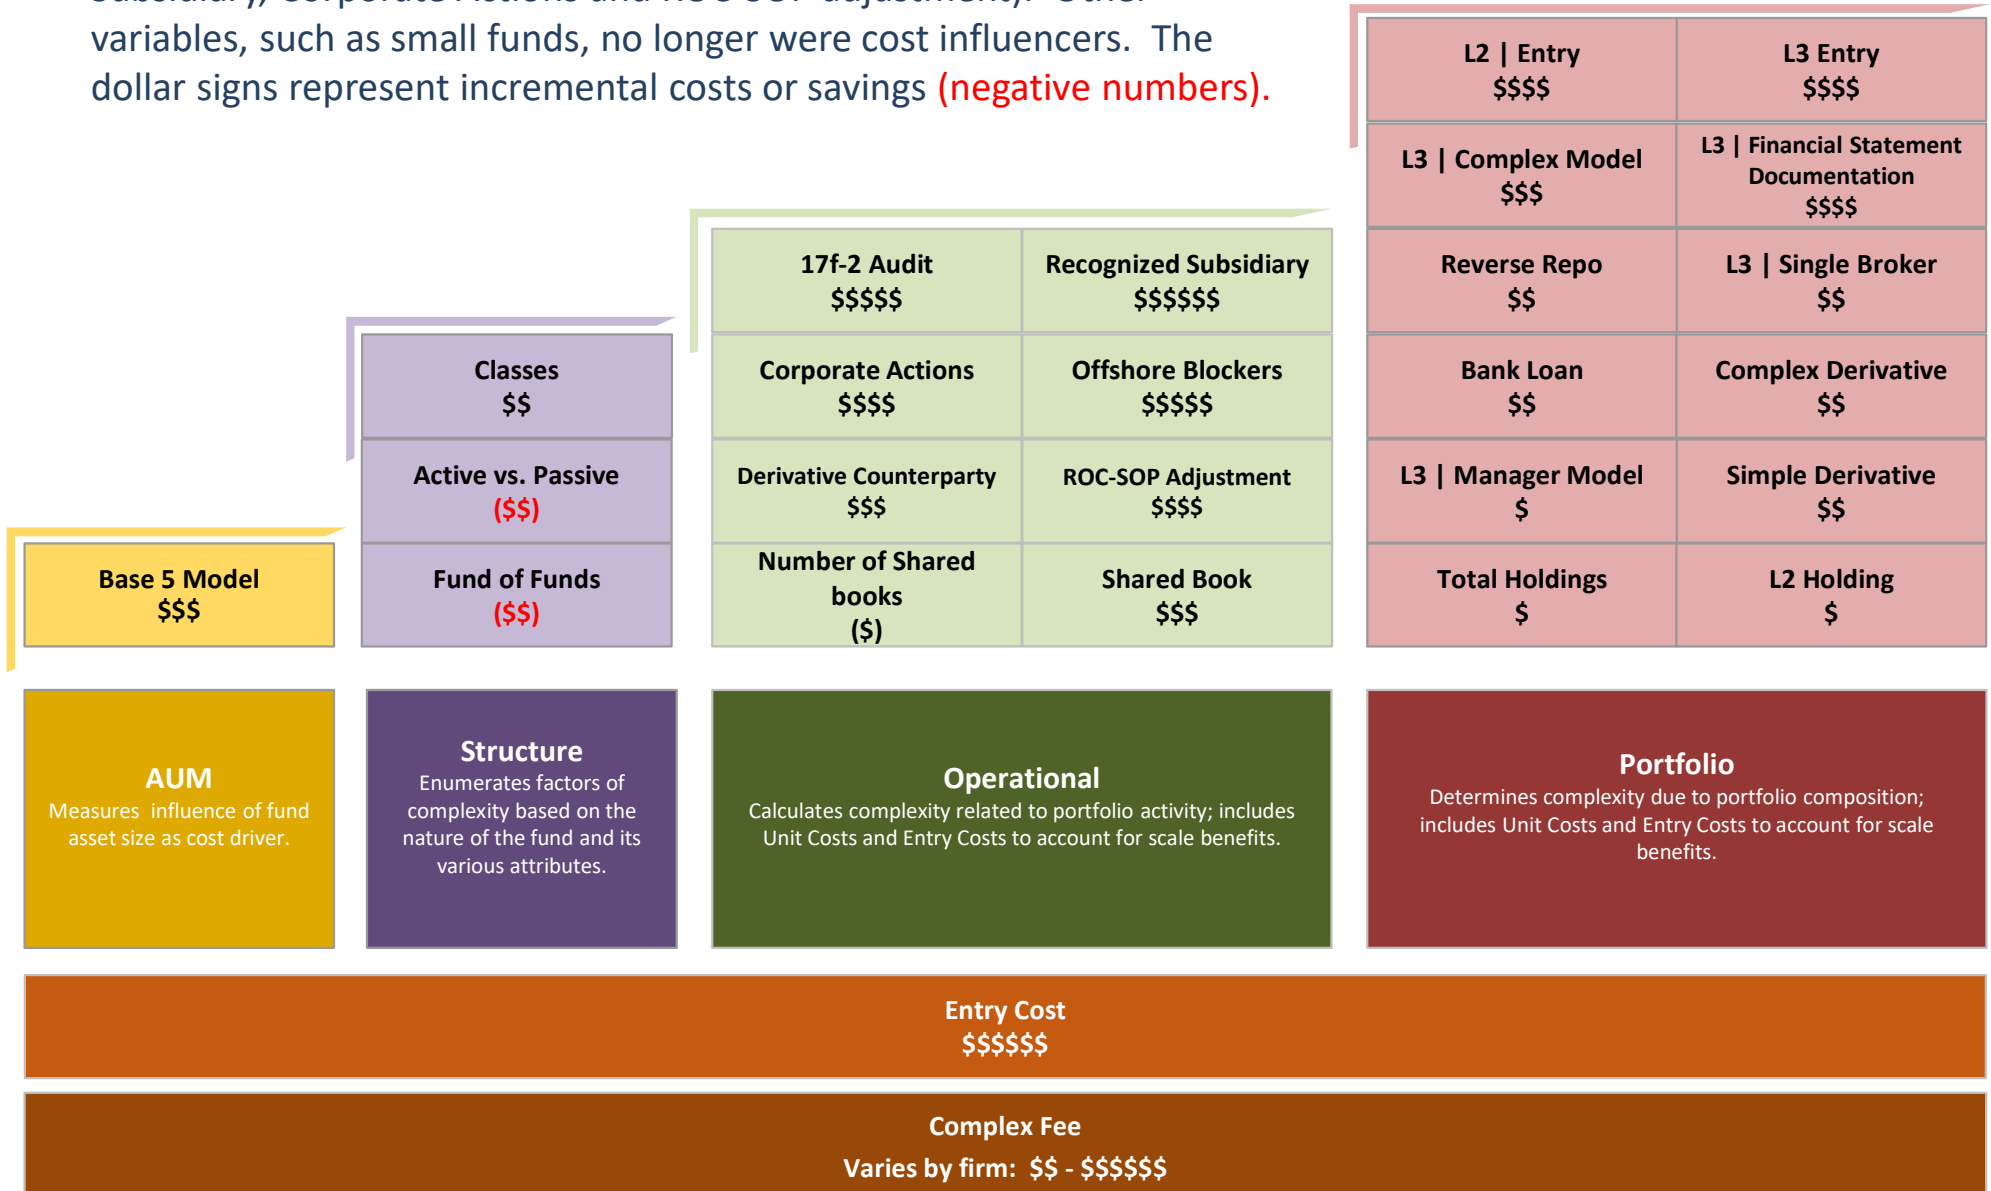 variables, such as small funds, no longer were cost influencers.  The
dollar signs represent incremental costs or savings (negative numbers).
L2 | Entry
$$$$
L3 Entry
$$$$
L3 | Complex Model
$$$
L3 | Financial Statement
Documentation
$$$$
17f-2 Audit
$$$$$
Recognized Subsidiary
$$$$$$
Reverse Repo
$$
L3 | Single Broker
$$
Classes
$$
Corporate Actions
$$$$
Offshore Blockers
$$$$$
Bank Loan
$$
Complex Derivative
$$
Active vs. Passive
($$)
Derivative Counterparty
$$$
ROC-SOP Adjustment
$$$$
L3 | Manager Model
$
Simple Derivative
$$
Base 5 Model
$$$
Fund of Funds
($$)
Number of Shared
books
($)
Shared Book
$$$
Total Holdings
$
L2 Holding
$
AUM
Measures  influence of fund
asset size as cost driver.
Structure
Enumerates factors of
complexity based on the
nature of the fund and its
various attributes.
Operational
Calculates complexity related to portfolio activity; includes
Unit Costs and Entry Costs to account for scale benefits.
Portfolio
Determines complexity due to portfolio composition;
includes Unit Costs and Entry Costs to account for scale
benefits.
Entry Cost
$$$$$$
Complex Fee
Varies by firm:  $$ - $$$$$$